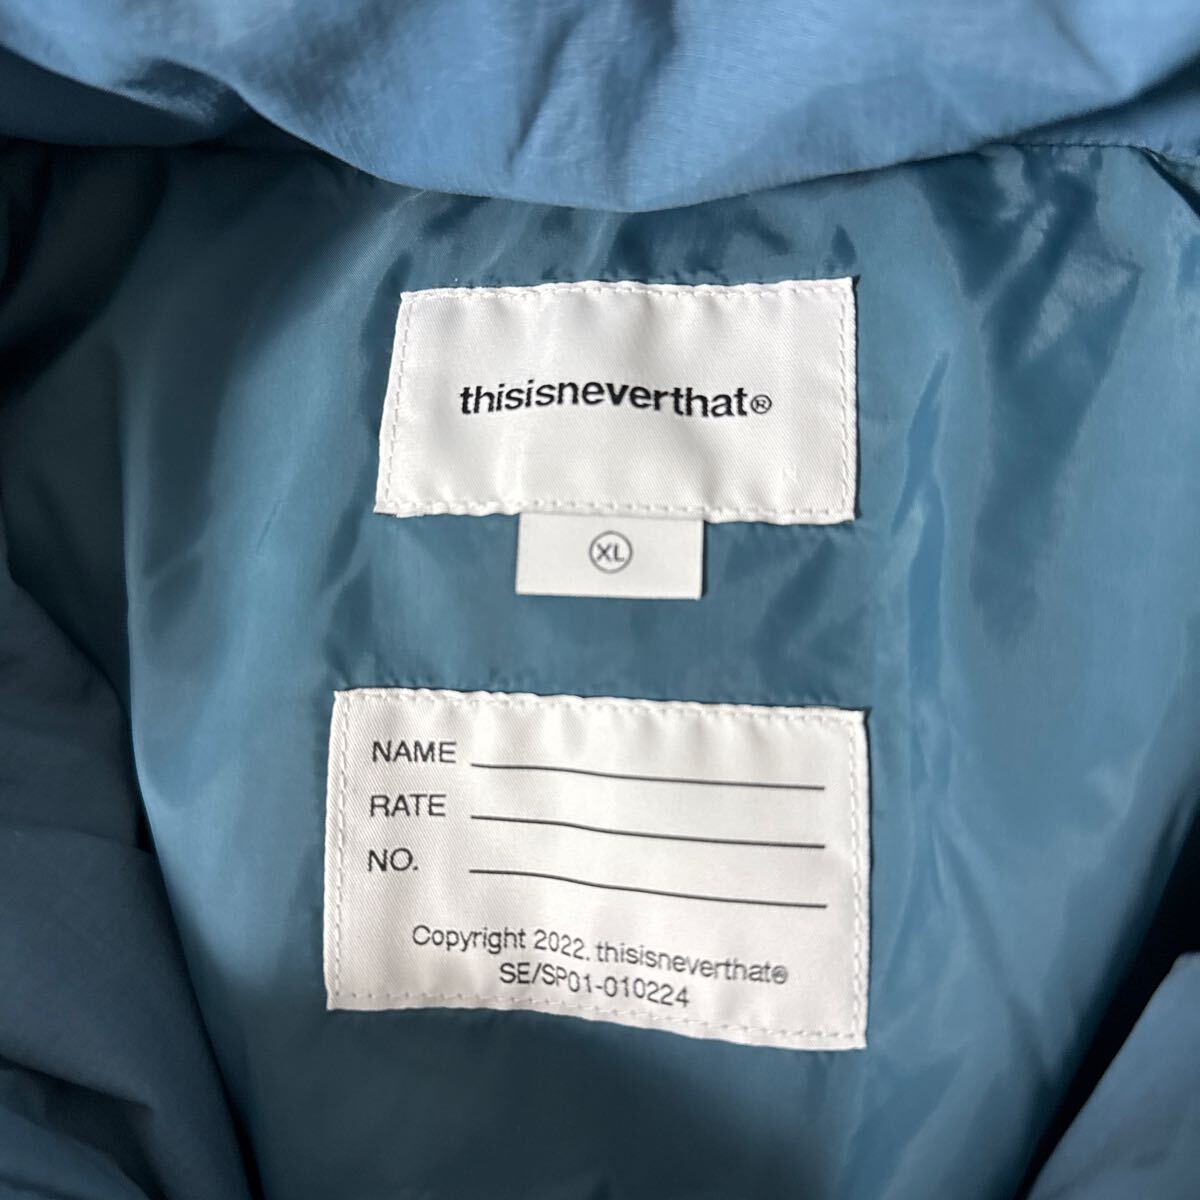 thisisneverthat®
XL
NAME
RATE
NO.
Copyright 2022. thisisneverthat®
SE/SP01-010224